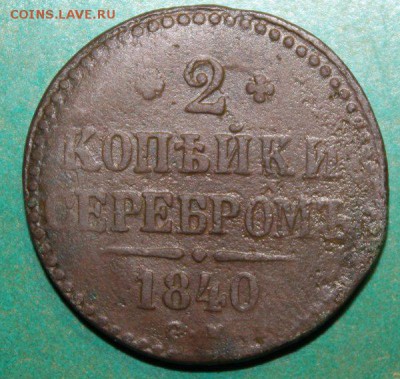 COINS.LAVE.RU
2
КОПѢЙКИ
СЕРЕБРОМЪ
1840